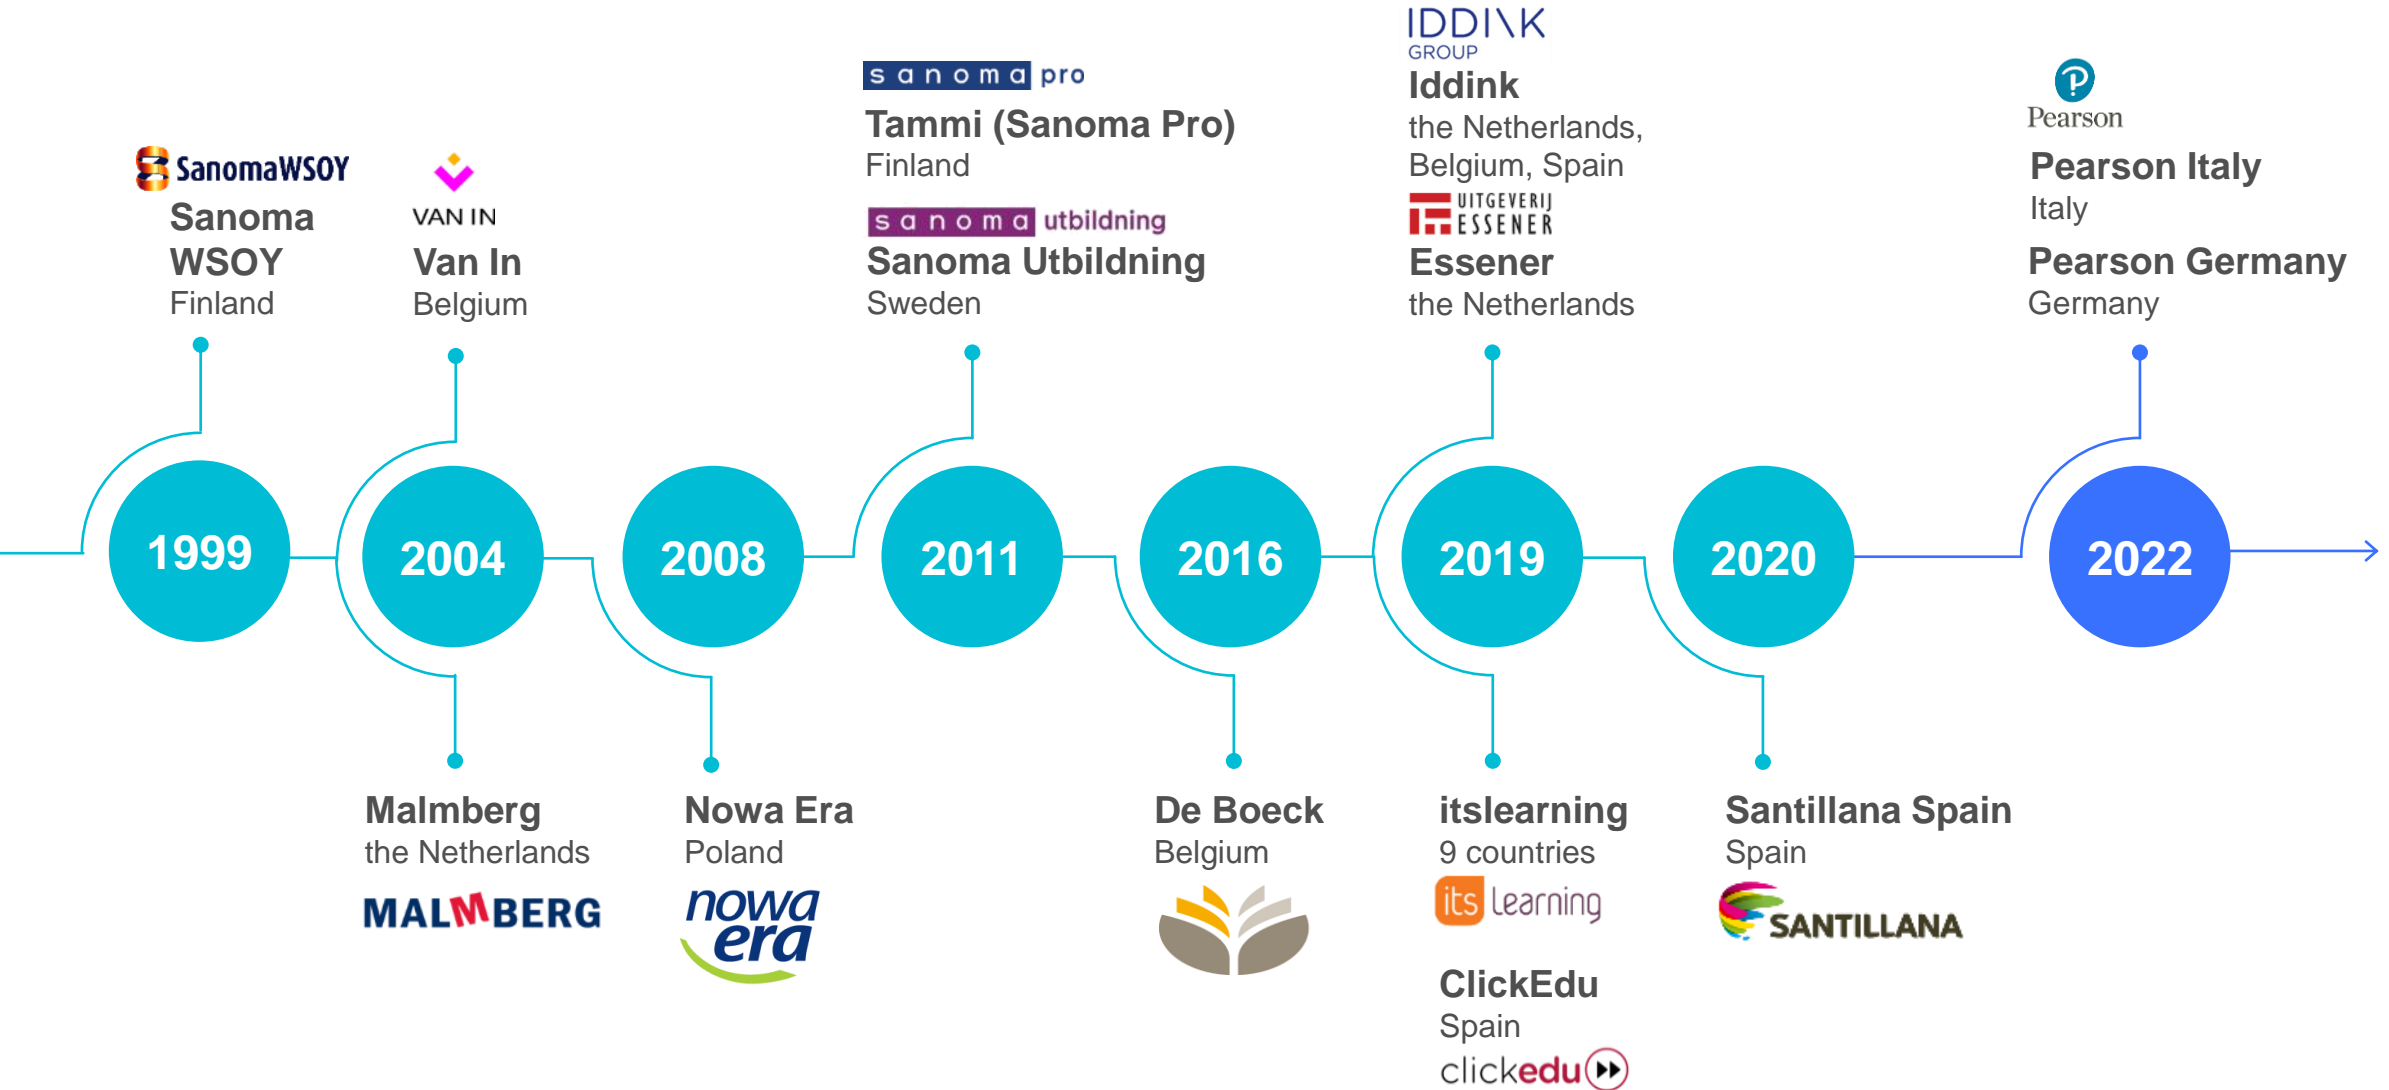 SanomaWSOY
Sanoma
WSOY
Finland
VAN IN
Van In
Belgium
sanoma pro
Tammi (Sanoma Pro)
Finland
sanoma utbildning
Sanoma Utbildning
Sweden
IDDINK
GROUP
Iddink
the Netherlands,
Belgium, Spain
UITGEVERIJ
ESSENER
Essener
the Netherlands
Pearson
Pearson Italy
Italy
Pearson Germany
Germany
1999
2004
2008
2011
2016
2019
2020
2022
Malmberg
the Netherlands
MALMBERG
Nowa Era
Poland
nowa
era
De Boeck
Belgium
itslearning
9 countries
its learning
ClickEdu
Spain
clickedu
Santillana Spain
Spain
SANTILLANA